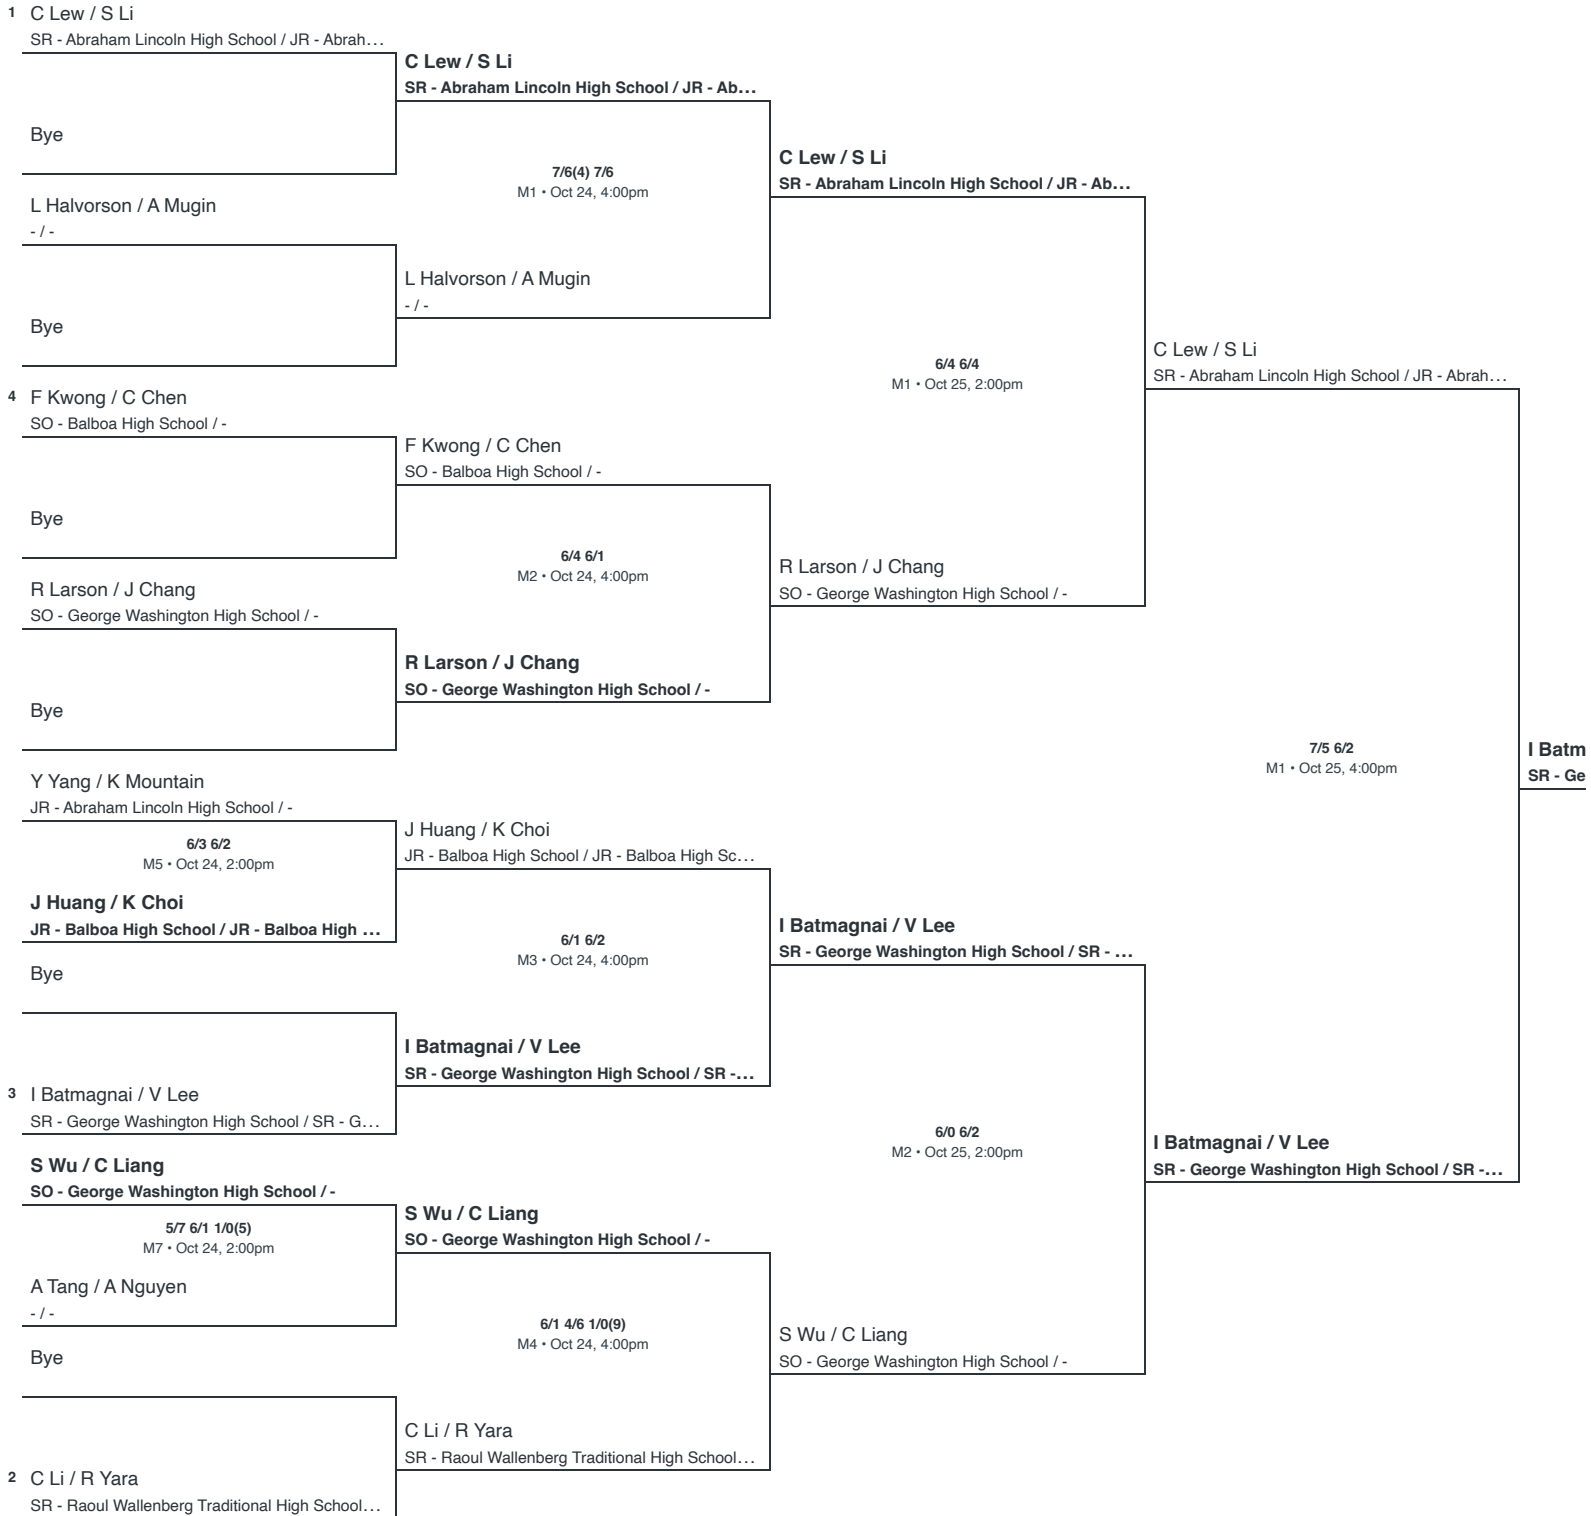 1 C Lew / S Li
SR - Abraham Lincoln High School / JR - Abrah…
Bye
L Halvorson / A Mugin
- / -
Bye
4 F Kwong / C Chen
SO - Balboa High School / -
Bye
R Larson / J Chang
SO - George Washington High School / -
Bye
Y Yang / K Mountain
JR - Abraham Lincoln High School / -
6/3 6/2
M5 • Oct 24, 2:00pm
J Huang / K Choi
JR - Balboa High School / JR - Balboa High …
Bye
3 I Batmagnai / V Lee
SR - George Washington High School / SR - G…
S Wu / C Liang
SO - George Washington High School / -
5/7 6/1 1/0(5)
M7 • Oct 24, 2:00pm
A Tang / A Nguyen
- / -
Bye
2 C Li / R Yara
SR - Raoul Wallenberg Traditional High School…
C Lew / S Li
SR - Abraham Lincoln High School / JR - Ab…
7/6(4) 7/6
M1 • Oct 24, 4:00pm
L Halvorson / A Mugin
- / -
F Kwong / C Chen
SO - Balboa High School / -
6/4 6/1
M2 • Oct 24, 4:00pm
R Larson / J Chang
SO - George Washington High School / -
J Huang / K Choi
JR - Balboa High School / JR - Balboa High Sc…
6/1 6/2
M3 • Oct 24, 4:00pm
I Batmagnai / V Lee
SR - George Washington High School / SR -…
S Wu / C Liang
SO - George Washington High School / -
6/1 4/6 1/0(9)
M4 • Oct 24, 4:00pm
C Li / R Yara
SR - Raoul Wallenberg Traditional High School…
C Lew / S Li
SR - Abraham Lincoln High School / JR - Ab…
6/4 6/4
M1 • Oct 25, 2:00pm
R Larson / J Chang
SO - George Washington High School / -
I Batmagnai / V Lee
SR - George Washington High School / SR - …
6/0 6/2
M2 • Oct 25, 2:00pm
S Wu / C Liang
SO - George Washington High School / -
C Lew / S Li
SR - Abraham Lincoln High School / JR - Abrah…
7/5 6/2
M1 • Oct 25, 4:00pm
I Batmagnai / V Lee
SR - George Washington High School / SR -…
I Batm
SR - Ge